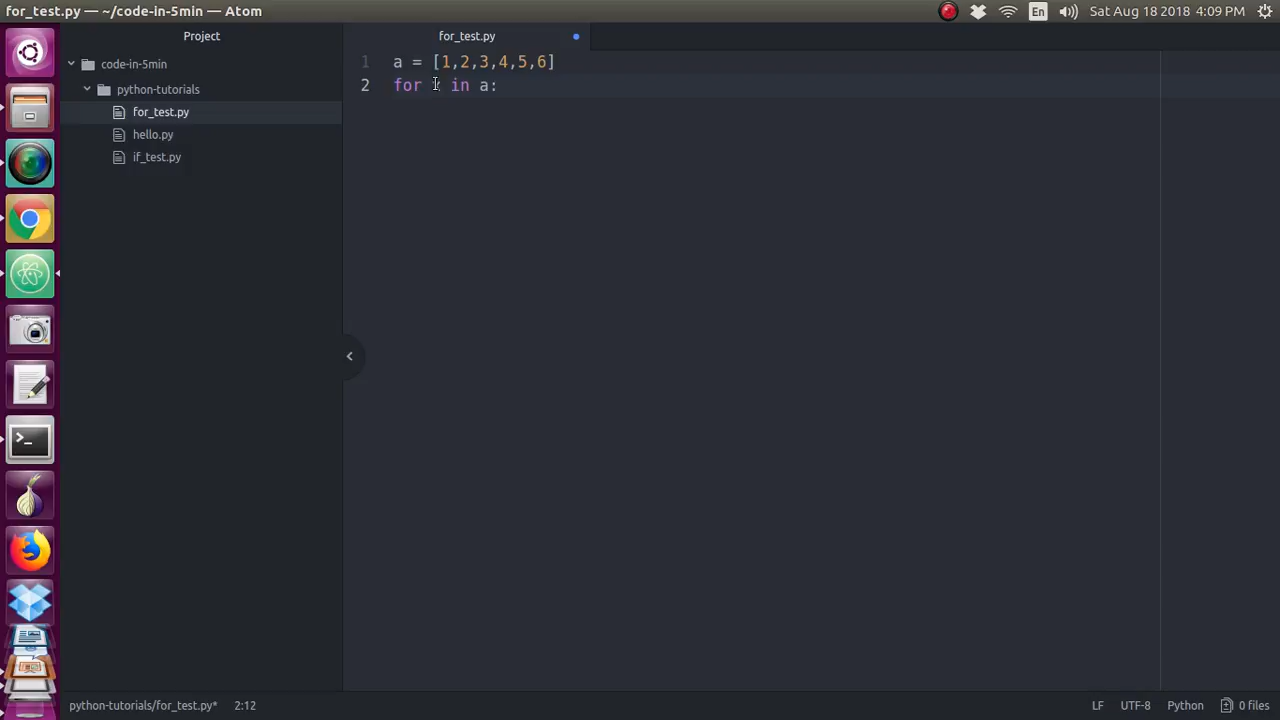 for_test.py — ~/code-in-5min — Atom
En
Sat Aug 18 2018 4:09 PM
Project
for_test.py
code-in-5min
python-tutorials
for_test.py
hello.py
if_test.py
1 a = [1,2,3,4,5,6]
2 for in a:
python-tutorials/for_test.py*
2:12
LF
UTF-8
Python
0 files